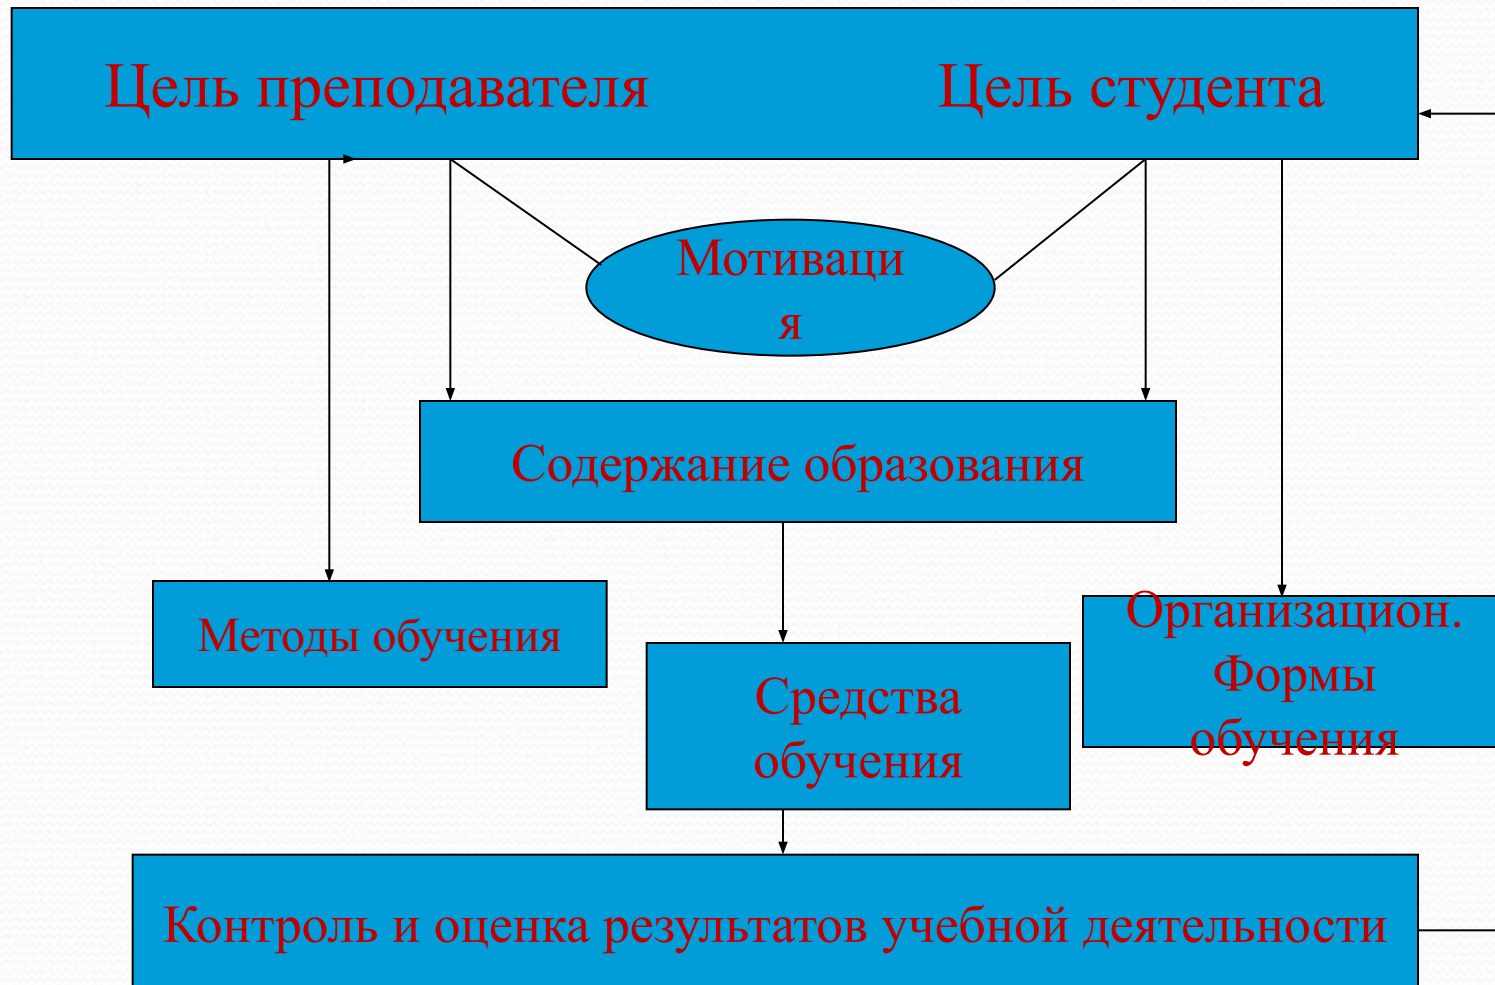 Цель преподавателя Цель студента
Мотиваци
я
Содержание образования
Методы обучения
Организацион.
Формы
обучения
Средства
обучения
Контроль и оценка результатов учебной деятельности